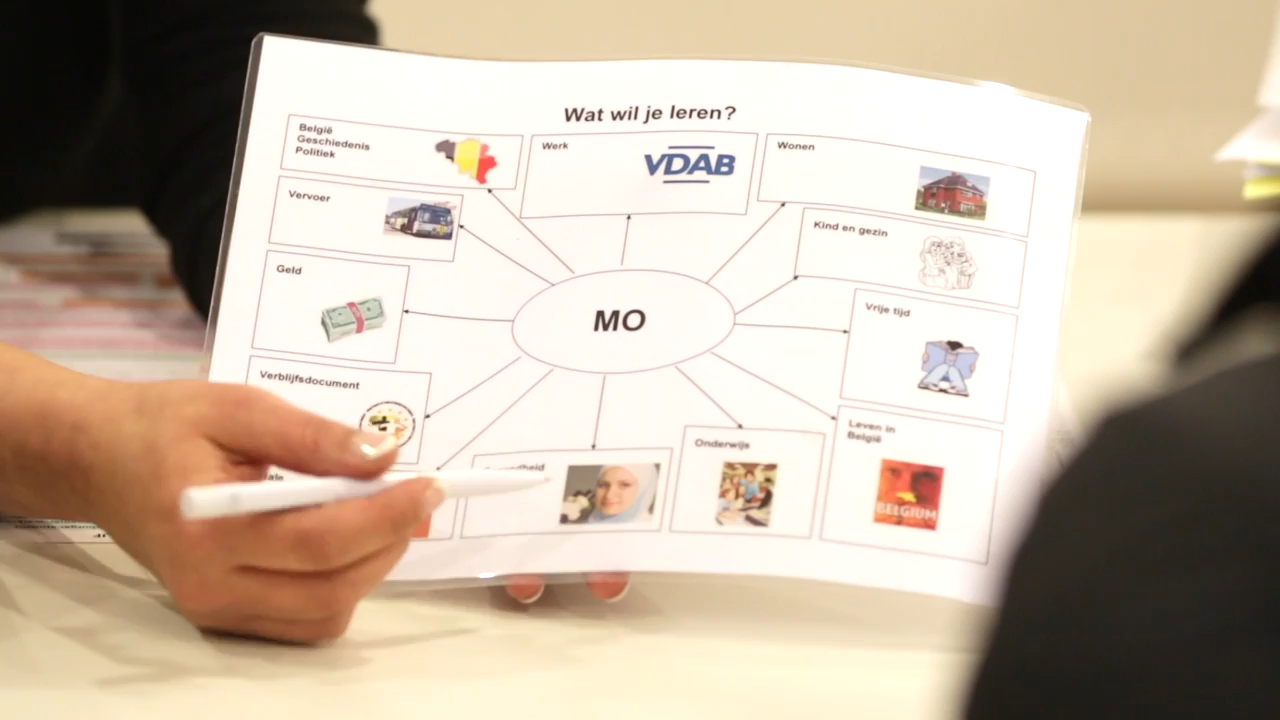 Wat wil je leren?
België
Geschiedenis
Politiek
Werk
VDAB
Wonen
Vervoer
Kind en gezin
Geld
MO
Vrije tijd
Verblijfsdocument
Onderwijs
Leven in
België
BELGIUM